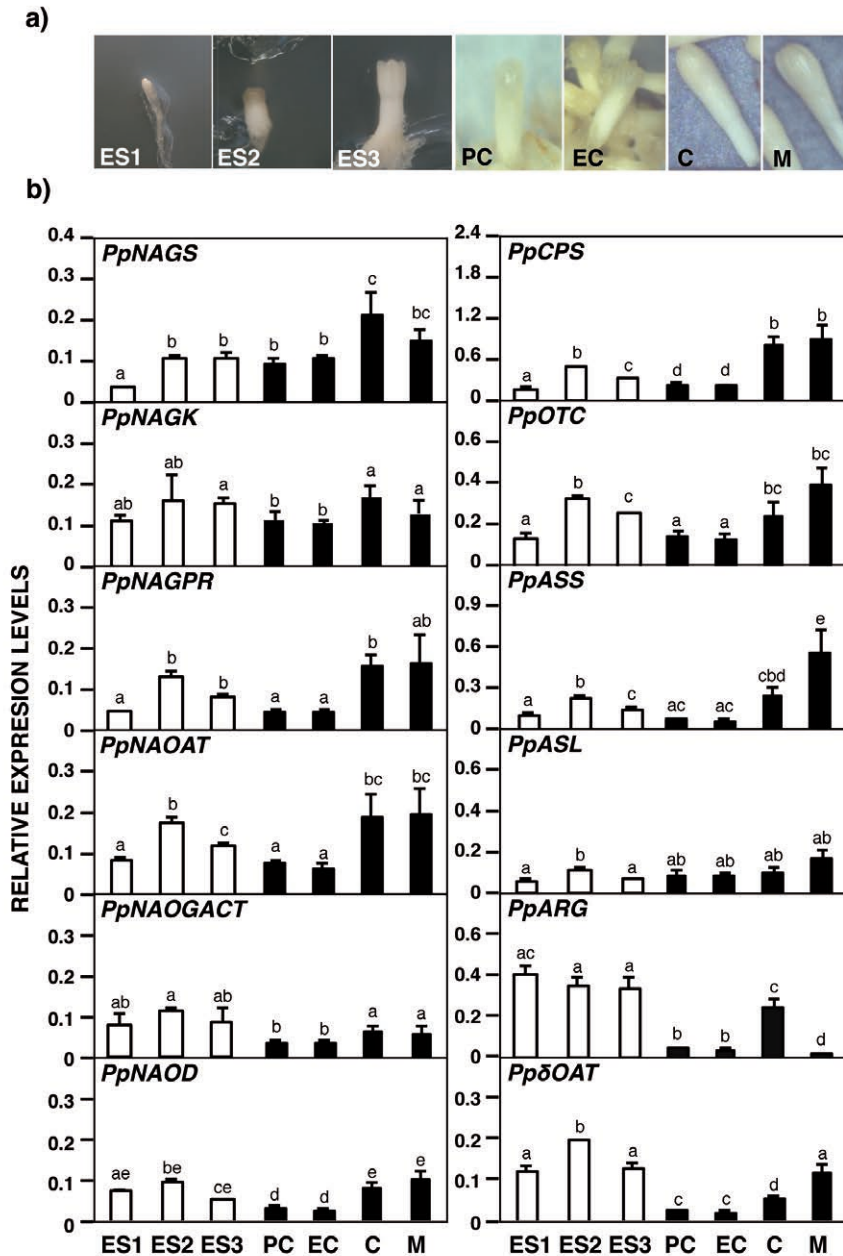 a)
ES1 ES2 ES3 PC EC C M
b)
RELATIVE EXPRESION LEVELS
PpNAGS
0.4
0.3
0.2
0.1
0
a b b b b c bc
PpNAGK
0.3
0.2
0.1
0
ab ab a b b a a
PpNAGPR
0.3
0.2
0.1
0
a b b a a b ab
PpNAOAT
0.3
0.2
0.1
0
a b c a a bc bc
PpNAOGACT
0.3
0.2
0.1
0
ab a ab b b a a
PpNAOD
0.3
0.2
0.1
0
ae be ce d d e e
ES1 ES2 ES3 PC EC C M
PpCPS
2.4
1.8
1.2
0.6
0
a b c d d b b
PpOTC
0.6
0.4
0.2
0
a b c a a bc bc
PpASS
0.9
0.6
0.3
0
a b c ac ac cbd e
PpASL
0.6
0.4
0.2
0
a b a ab ab ab ab
PpARG
0.6
0.4
0.2
0
ac a a b b c d
PpδOAT
0.3
0.2
0.1
0
a b a c c d a
ES1 ES2 ES3 PC EC C M